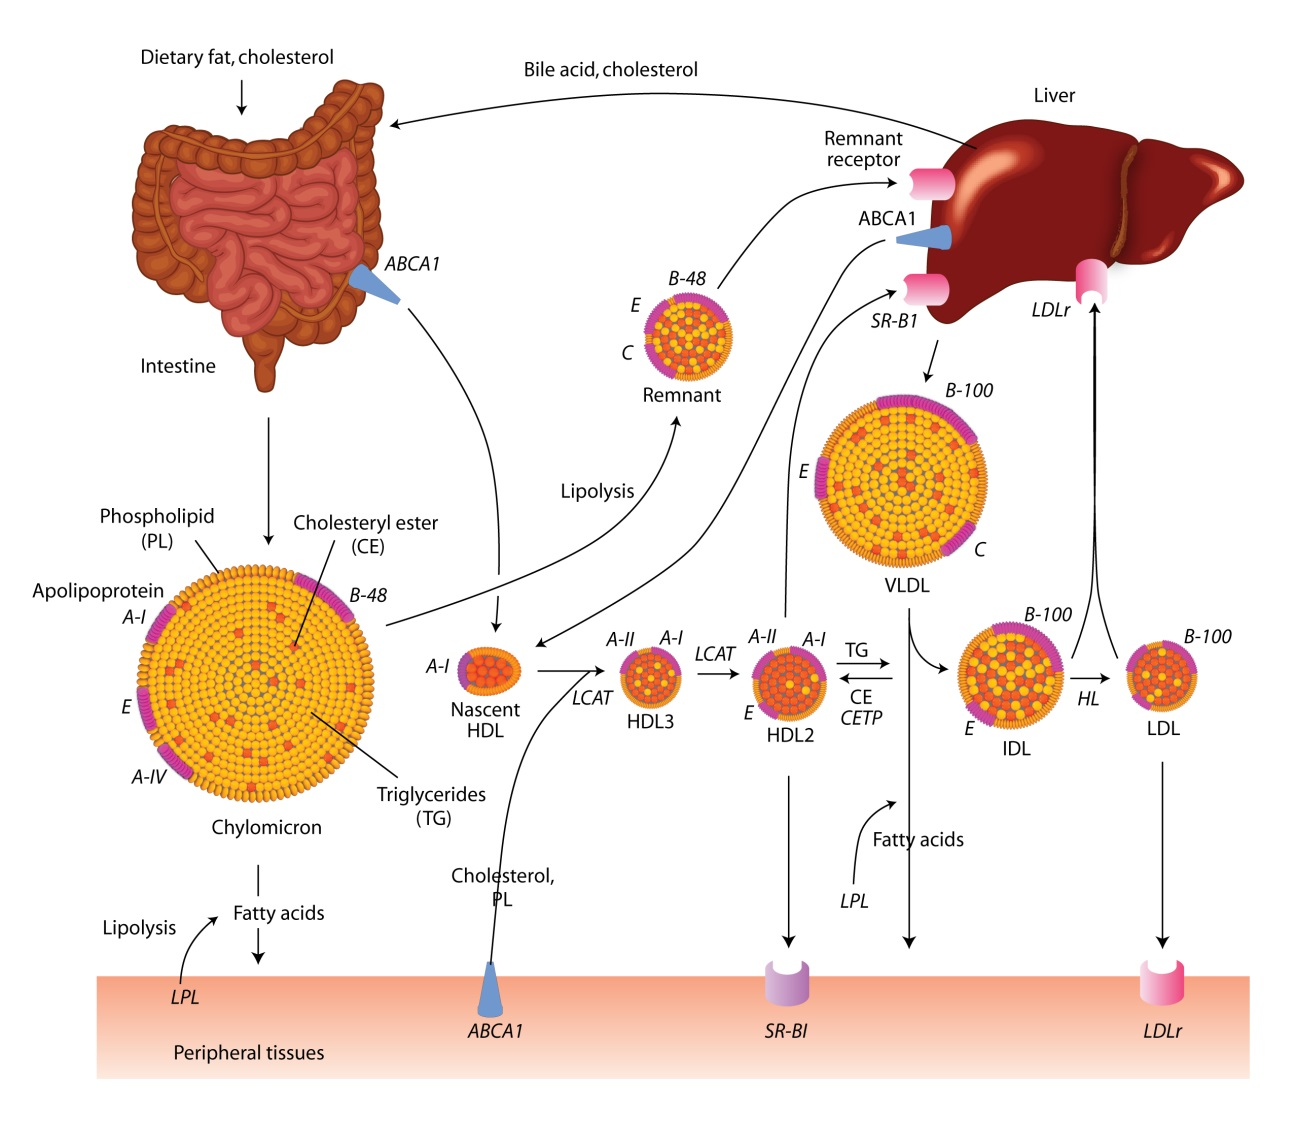 Dietary fat, cholesterol
Bile acid, cholesterol
Liver
Remnant
receptor
ABCA1
ABCA1
SR-B1
LDLr
Intestine
B-48
E
C
Remnant
B-100
E
C
VLDL
Lipolysis
Phospholipid
(PL)
Cholesteryl ester
(CE)
Apolipoprotein
A-I
B-48
E
A-IV
Triglycerides
(TG)
Chylomicron
A-I
Nascent
HDL
LCAT
A-II A-I
HDL3
LCAT
A-II A-I
E
HDL2
TG
CE
CETP
B-100
E
IDL
HL
B-100
LDL
Cholesterol,
PL
Fatty acids
LPL
Fatty acids
Lipolysis
LPL
ABCA1
SR-BI
LDLr
Peripheral tissues